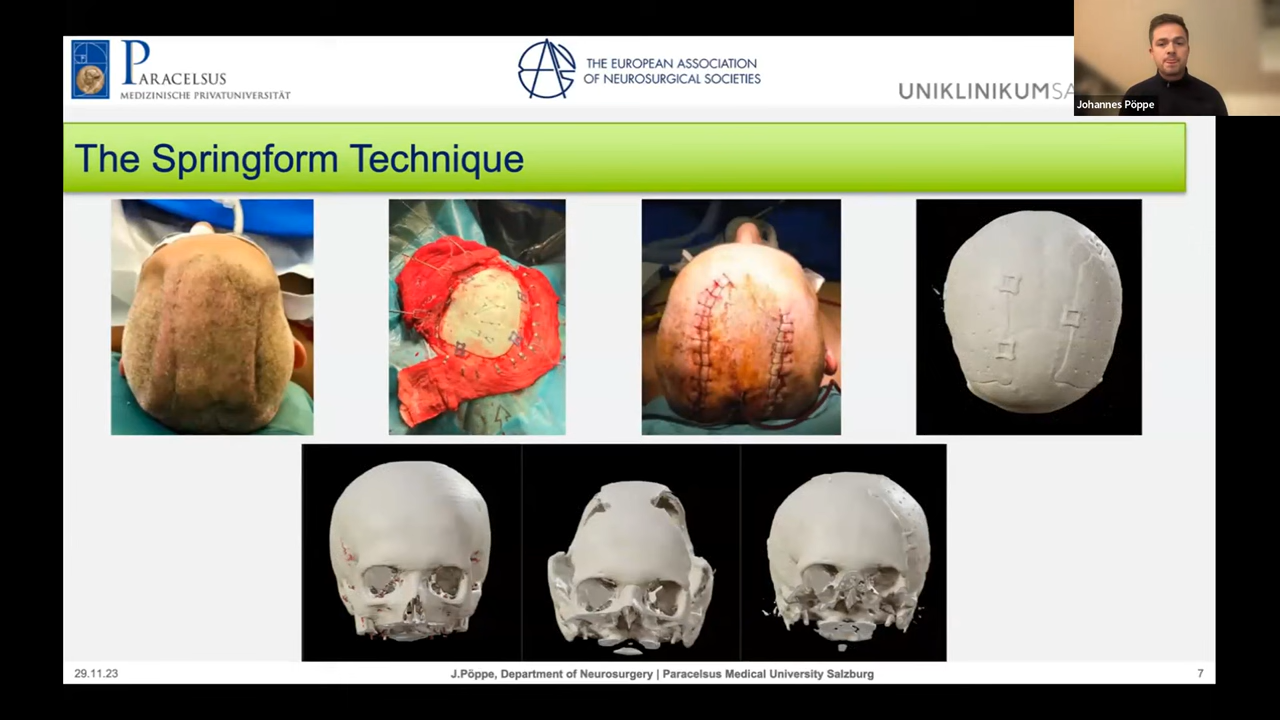 PARACELSUS
MEDIZINISCHE PRIVATUNIVERSITÄT
THE EUROPEAN ASSOCIATION
OF NEUROSURGICAL SOCIETIES
UNIKLINIKUMSA
Johannes Pöppe
The Springform Technique
29.11.23
J.Pöppe, Department of Neurosurgery | Paracelsus Medical University Salzburg
7